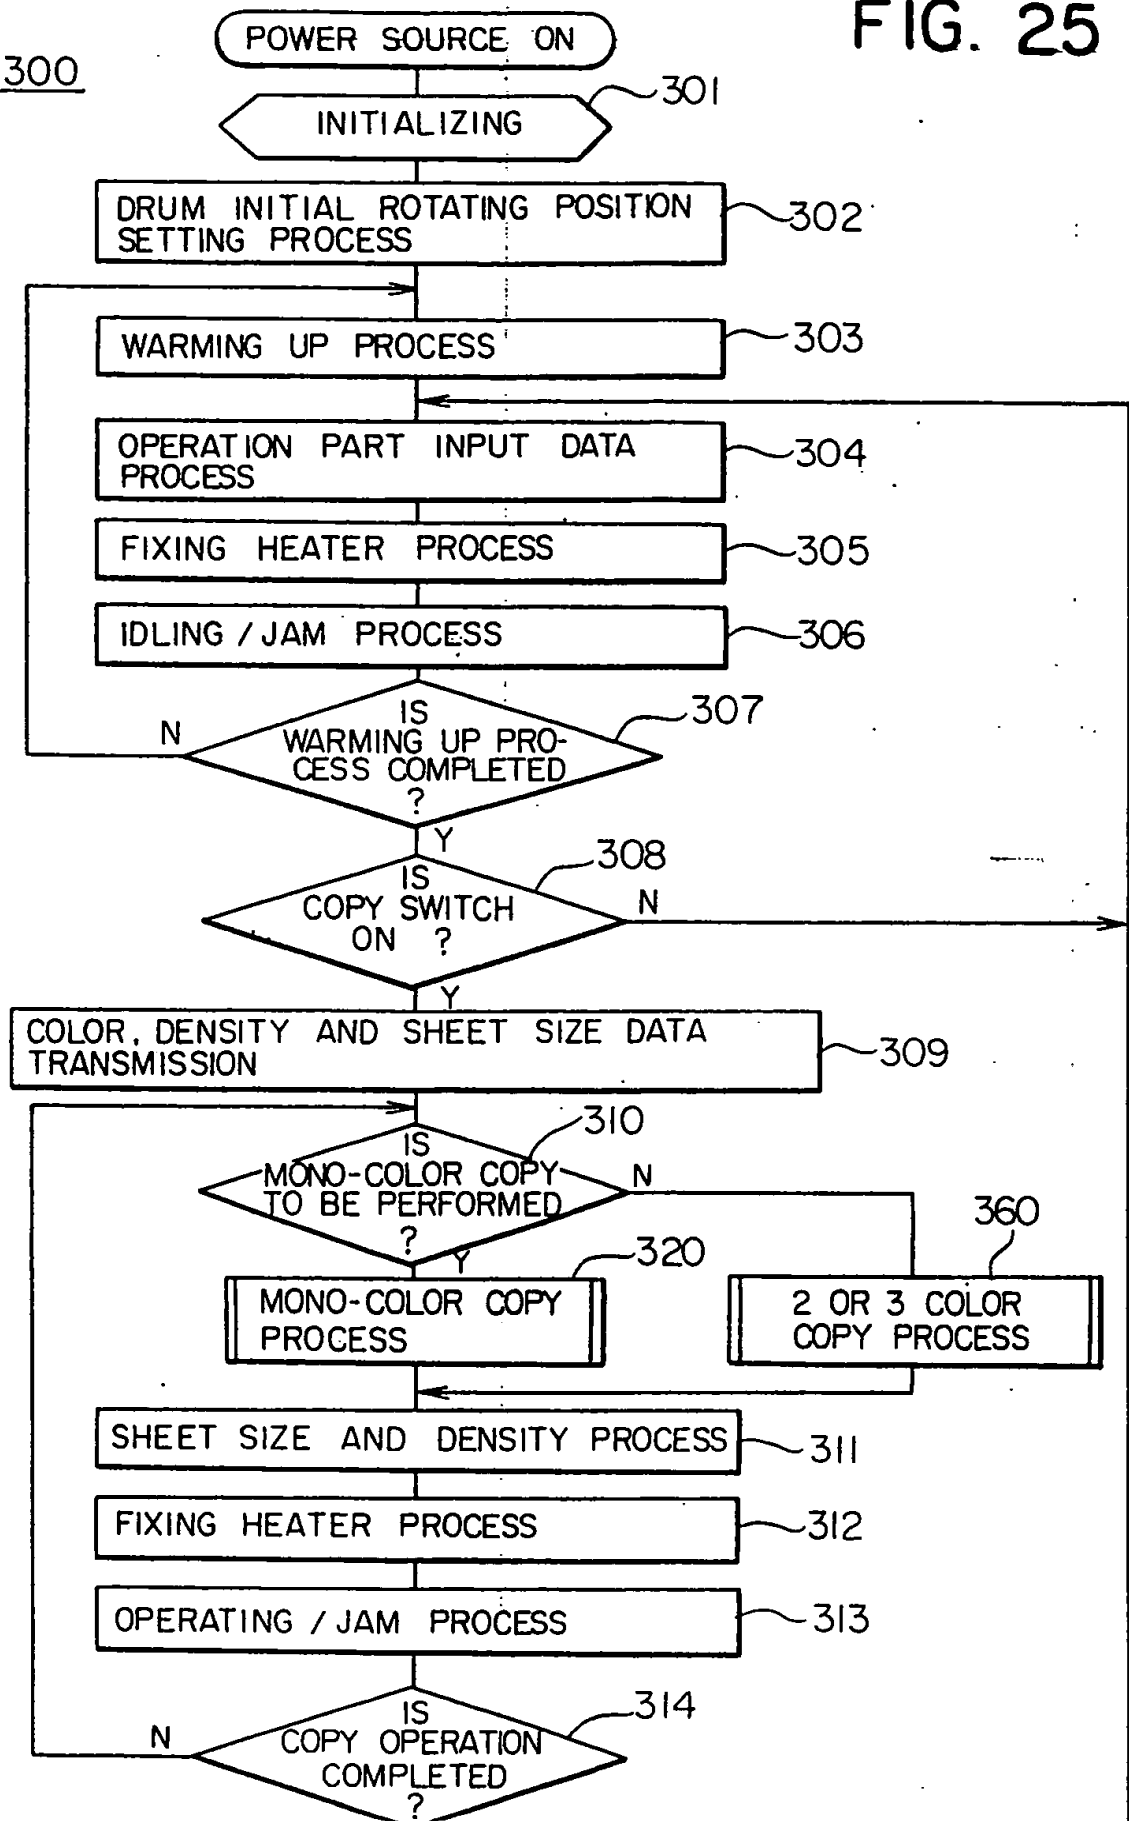 FIG. 25
300
POWER SOURCE ON
301
INITIALIZING
DRUM INITIAL ROTATING POSITION
SETTING PROCESS
302
WARMING UP PROCESS
303
OPERATION PART INPUT DATA
PROCESS
304
FIXING HEATER PROCESS
305
IDLING / JAM PROCESS
306
307
IS
WARMING UP PRO-
CESS COMPLETED
?
N
Y
308
IS
COPY SWITCH
ON ?
N
Y
COLOR, DENSITY AND SHEET SIZE DATA
TRANSMISSION
309
310
IS
MONO-COLOR COPY
TO BE PERFORMED
?
N
Y
320
360
MONO-COLOR COPY
PROCESS
2 OR 3 COLOR
COPY PROCESS
SHEET SIZE AND DENSITY PROCESS
311
FIXING HEATER PROCESS
312
OPERATING / JAM PROCESS
313
314
IS
COPY OPERATION
COMPLETED
?
N